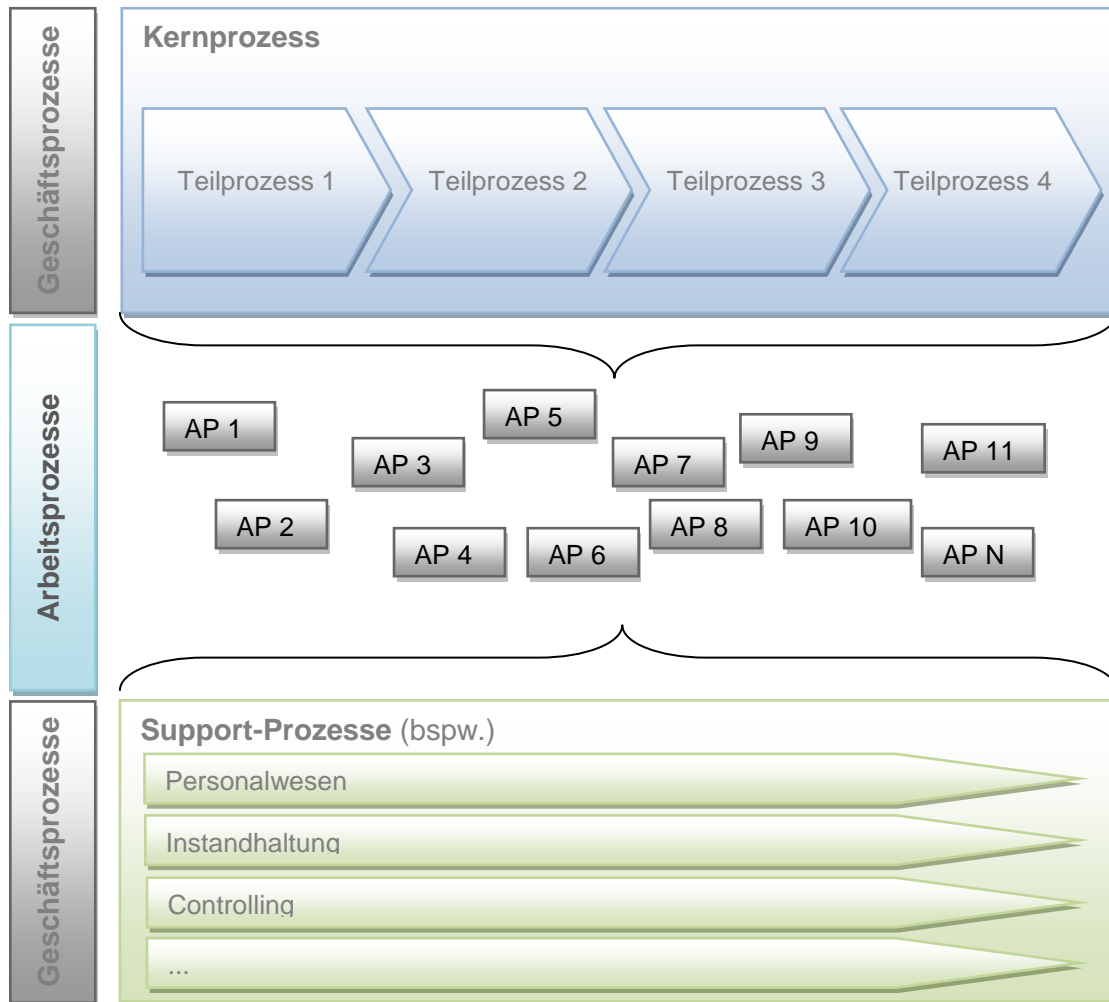 Geschäftsprozesse
Kernprozess
Teilprozess 1
Teilprozess 2
Teilprozess 3
Teilprozess 4
Arbeitsprozesse
AP 1
AP 2
AP 3
AP 4
AP 5
AP 6
AP 7
AP 8
AP 9
AP 10
AP 11
AP N
Geschäftsprozesse
Support-Prozesse (bspw.)
Personalwesen
Instandhaltung
Controlling
...